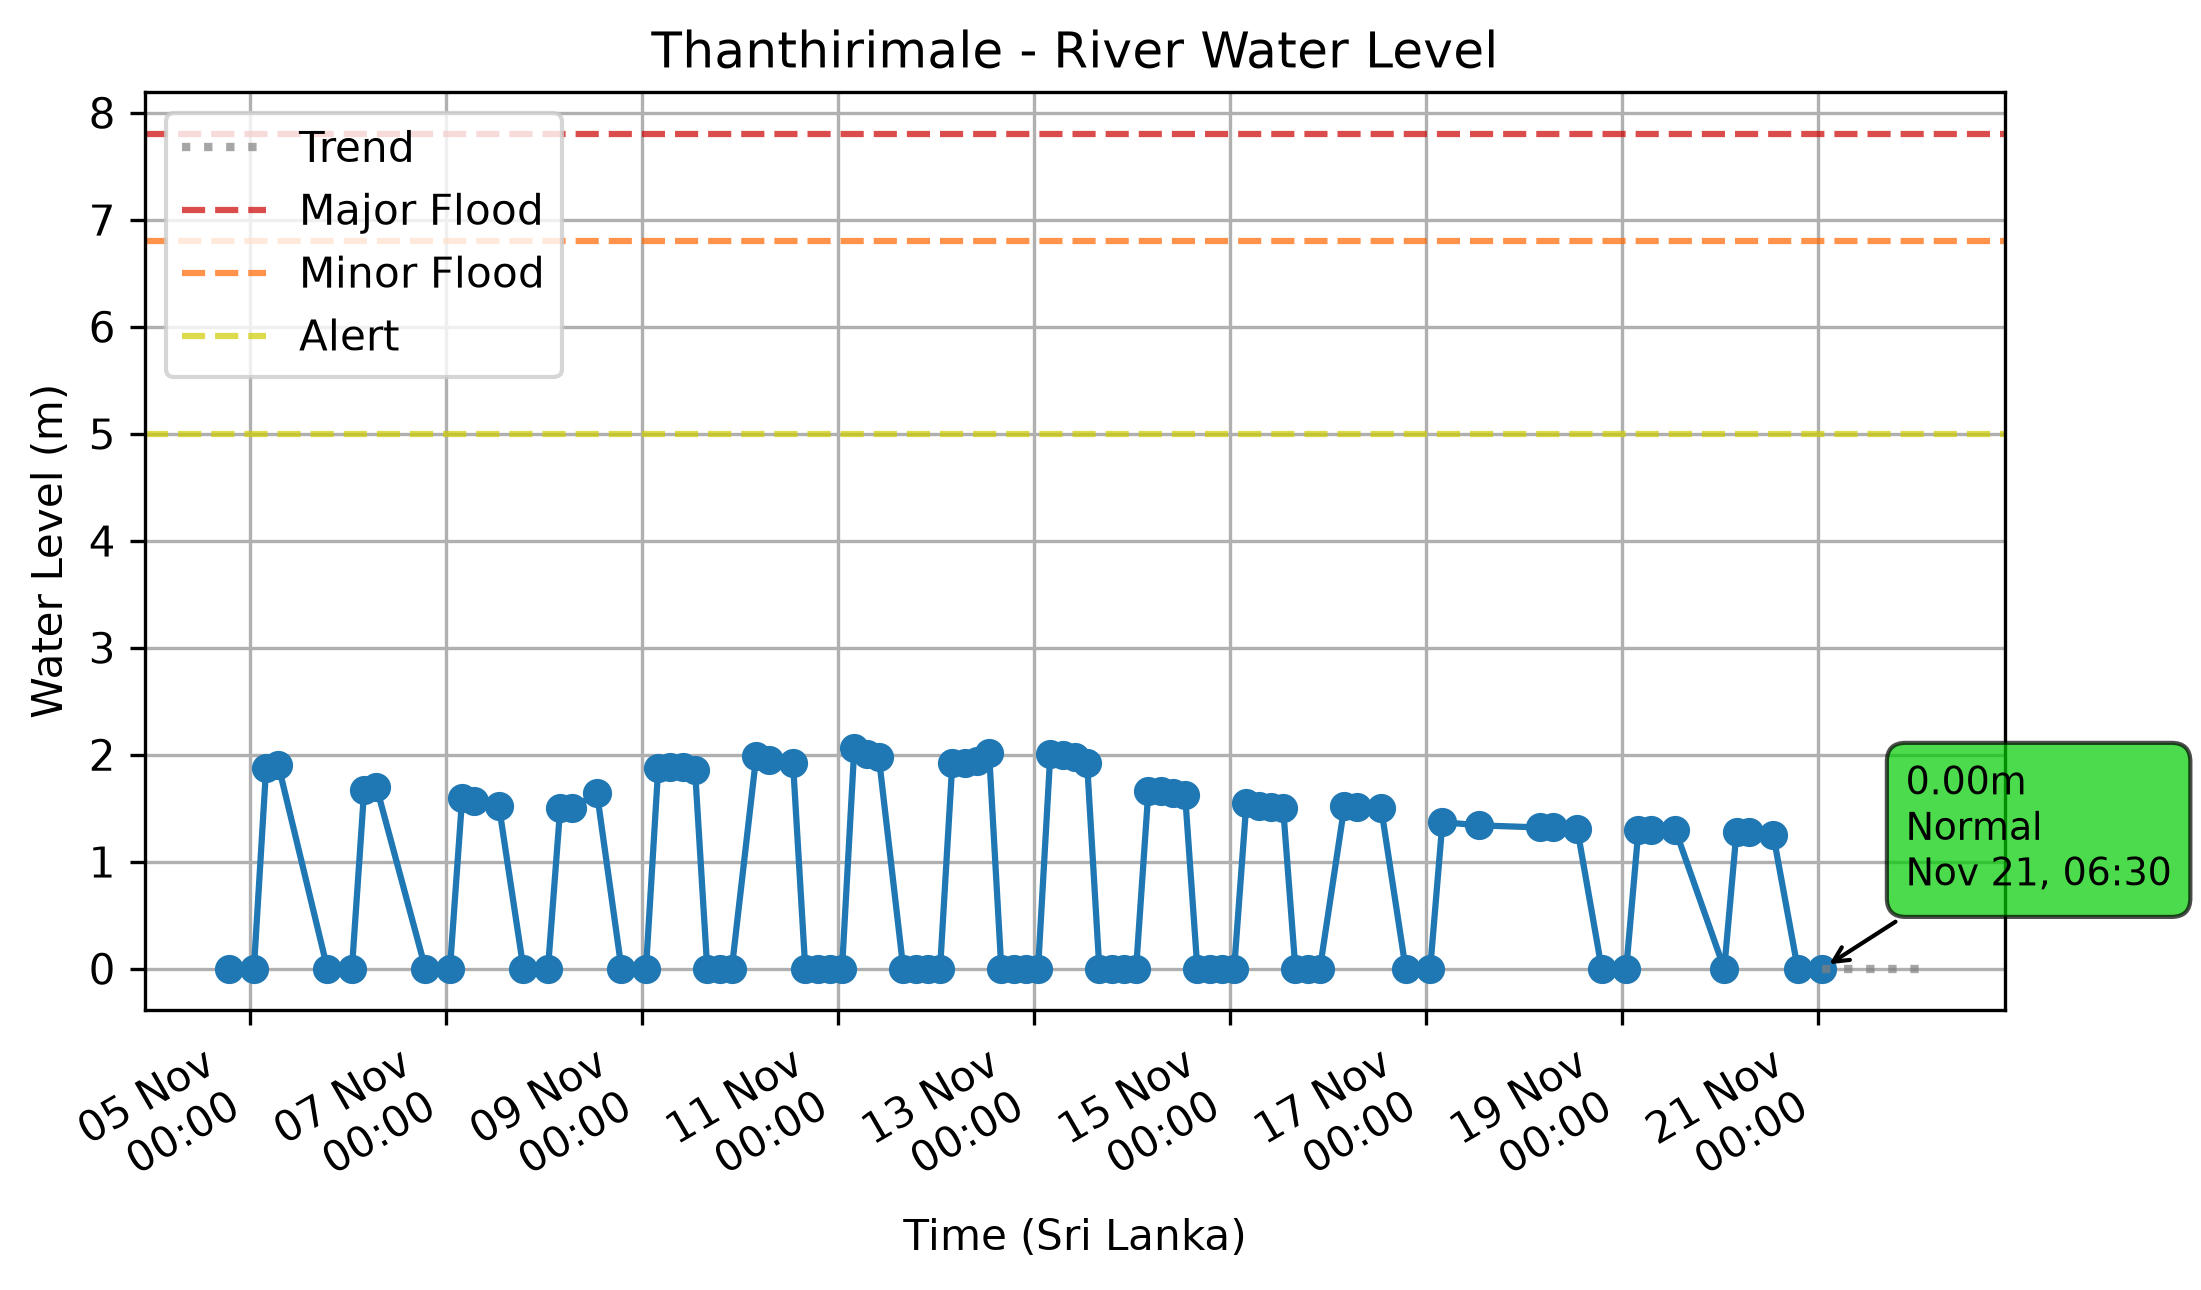 Thanthirimale - River Water Level
8
7
6
5
4
3
2
1
0
Water Level (m)
Trend
Major Flood
Minor Flood
Alert
0.00m
Normal
Nov 21, 06:30
05 Nov
00:00
07 Nov
00:00
09 Nov
00:00
11 Nov
00:00
13 Nov
00:00
15 Nov
00:00
17 Nov
00:00
19 Nov
00:00
21 Nov
00:00
Time (Sri Lanka)